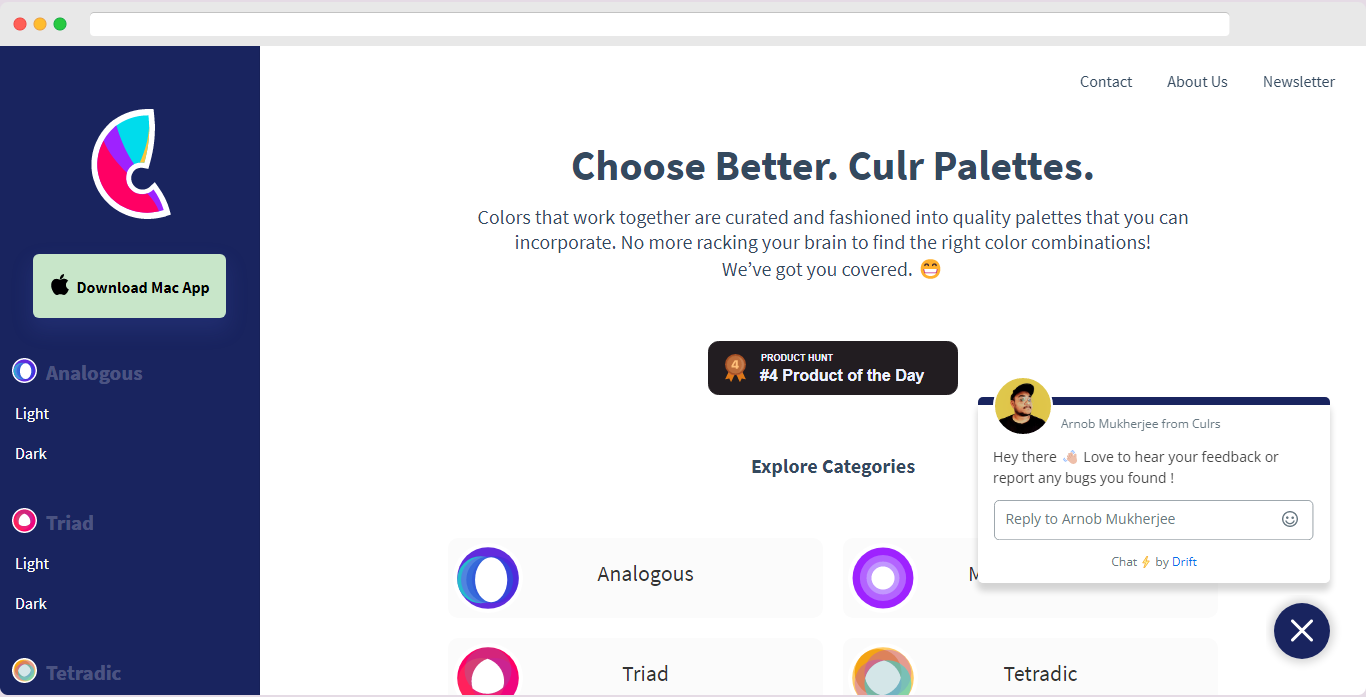 Contact
About Us
Newsletter
Choose Better. Culr Palettes.
Colors that work together are curated and fashioned into quality palettes that you can
incorporate. No more racking your brain to find the right color combinations!
We’ve got you covered. 😁
Download Mac App
Analogous
Light
Dark
Triad
Light
Dark
Tetradic
4
PRODUCT HUNT
#4 Product of the Day
Explore Categories
Analogous
Triad
Tetradic
Arnob Mukherjee from Culrs
Hey there 👋🏼 Love to hear your feedback or
report any bugs you found !
Reply to Arnob Mukherjee
Chat ⚡ by Drift